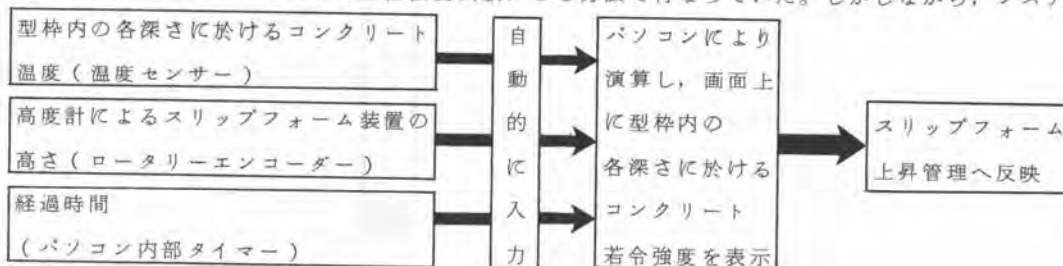 型枠内の各深さに於けるコンクリート
温度(温度センサー)
高度計によるスリップフォーム装置の
高さ(ロータリーエンコーダー)
経過時間
(パソコン内部タイマー)
自動的に入力
パソコンにより
演算し,画面上
に型枠内の
各深さに於ける
コンクリート
若令強度を表示
スリップフォーム
上昇管理へ反映